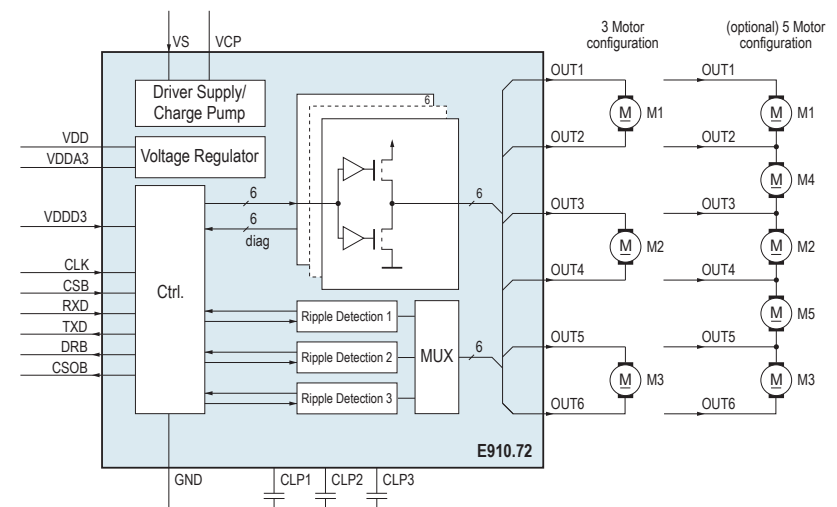 3 Motor
configuration
(optional) 5 Motor
configuration
VS
VCP
Driver Supply/
Charge Pump
Voltage Regulator
Ctrl.
VDD
VDDA3
VDDD3
CLK
CSB
RXD
TXD
DRB
CSOB
6
6
6
diag
6
Ripple Detection 1
Ripple Detection 2
Ripple Detection 3
MUX
6
E910.72
GND
CLP1
CLP2
CLP3
OUT1
OUT2
OUT3
OUT4
OUT5
OUT6
M
M1
M
M2
M
M3
OUT1
OUT2
OUT3
OUT4
OUT5
OUT6
M
M1
M
M4
M
M2
M
M5
M
M3